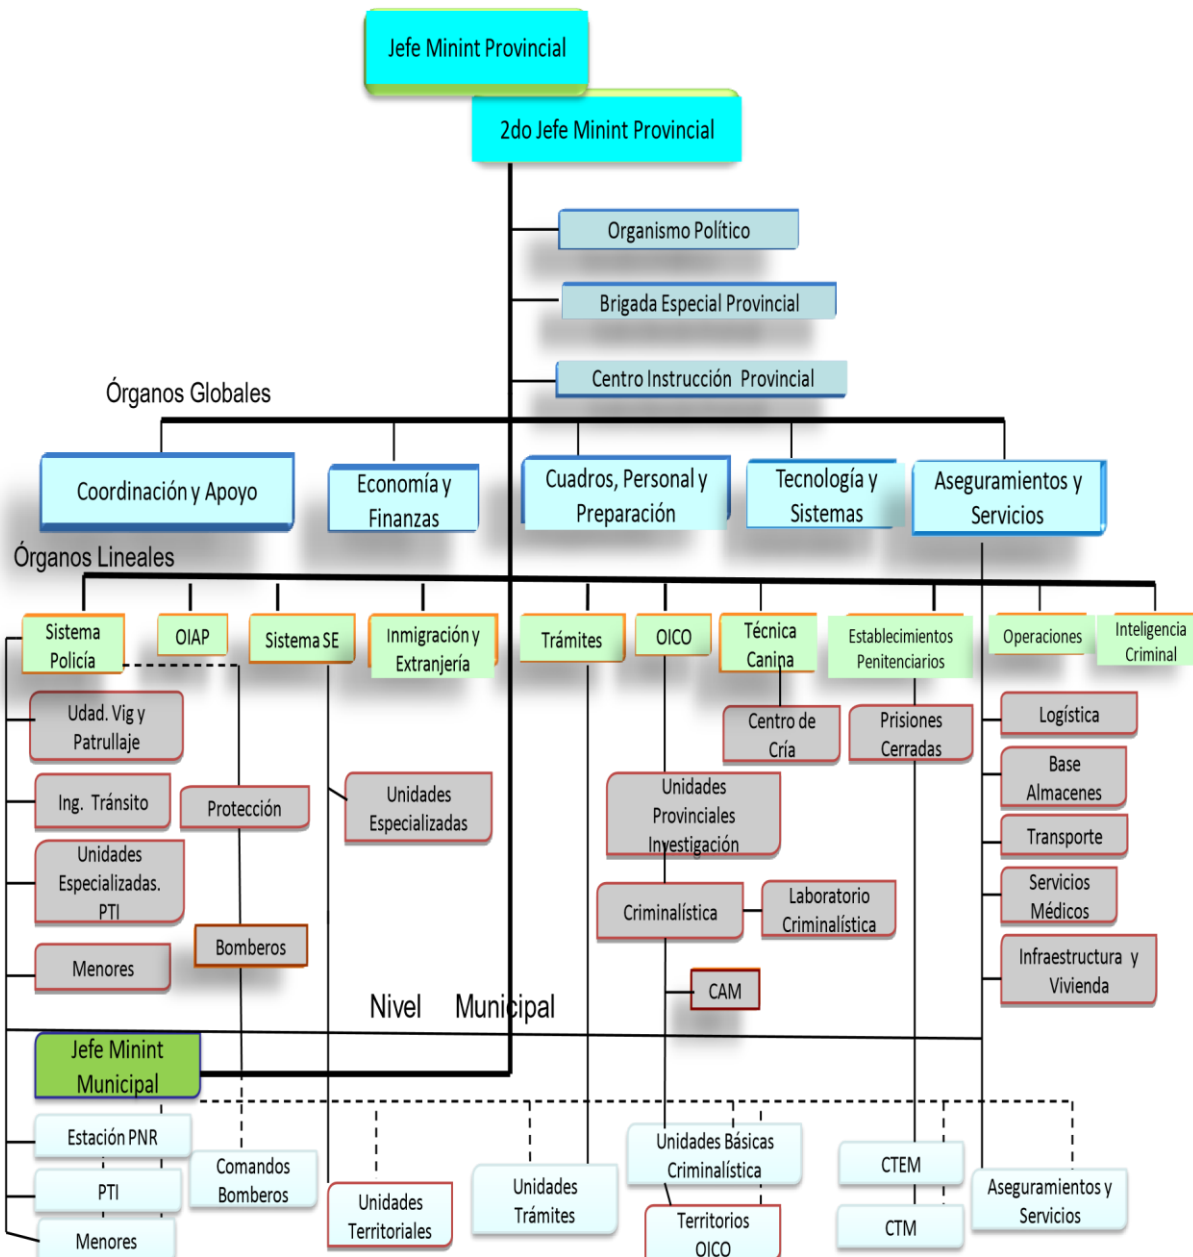 Jefe Minint Provincial
2do Jefe Minint Provincial
Organismo Político
Brigada Especial Provincial
Centro Instrucción Provincial
Órganos Globales
Coordinación y Apoyo
Economía y
Finanzas
Cuadros, Personal y
Preparación
Tecnología y
Sistemas
Aseguramientos y
Servicios
Órganos Lineales
Sistema
Policía
OIAP
Sistema SE
Inmigración y
Extranjería
Trámites
OICO
Técnica
Canina
Establecimientos
Penitenciarios
Operaciones
Inteligencia
Criminal
Udad. Vig y
Patrullaje
Ing. Tránsito
Unidades
Especializadas.
PTI
Menores
Protección
Bomberos
Unidades
Especializadas
Unidades
Provinciales
Investigación
Criminalística
Laboratorio
Criminalística
CAM
Centro de
Cría
Prisiones
Cerradas
Logística
Base
Almacenes
Transporte
Servicios
Médicos
Infraestructura y
Vivienda
Nivel Municipal
Jefe Minint
Municipal
Estación PNR
PTI
Menores
Comandos
Bomberos
Unidades
Territoriales
Unidades
Trámites
Unidades Básicas
Criminalística
Territorios
OICO
CTEM
CTM
Aseguramientos y
Servicios